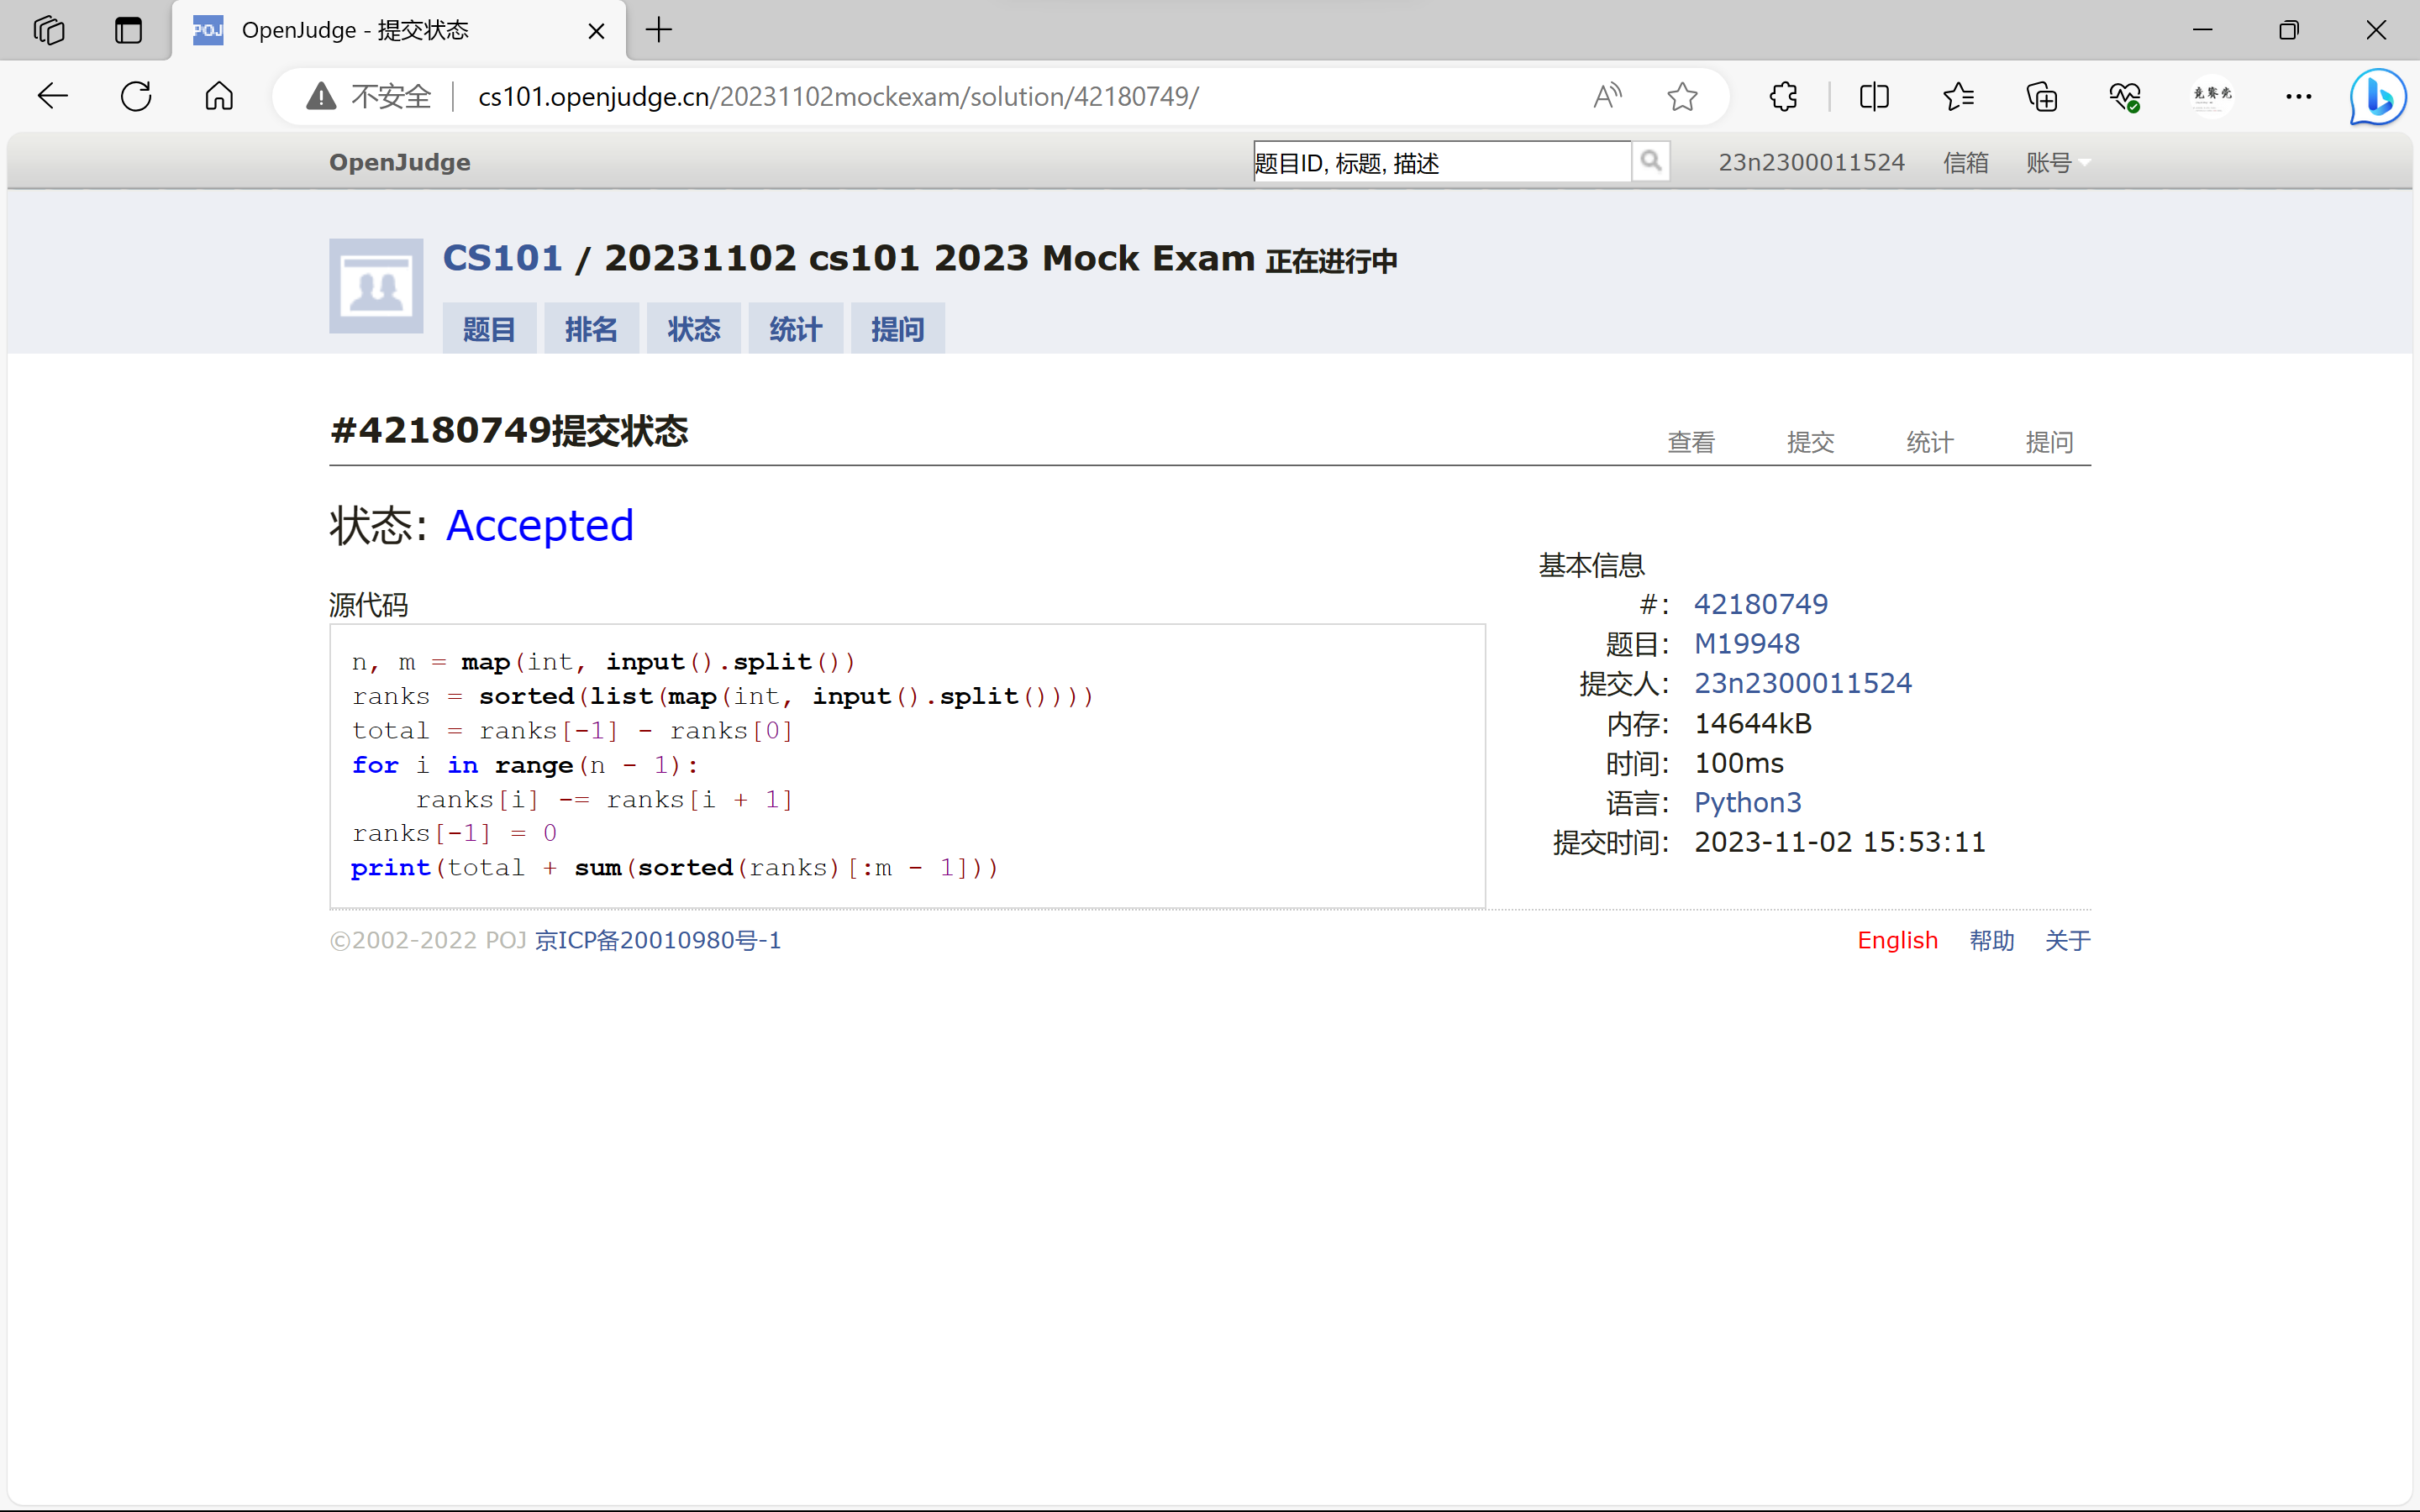 OpenJudge - 提交状态
不安全 cs101.openjudge.cn/20231102mockexam/solution/42180749/
OpenJudge 题目ID, 标题, 描述 23n2300011524 信箱 账号
CS101 / 20231102 cs101 2023 Mock Exam 正在进行中
题目 排名 状态 统计 提问
#42180749提交状态 查看 提交 统计 提问
状态: Accepted
源代码
n, m = map(int, input().split())
ranks = sorted(list(map(int, input().split())))
total = ranks[-1] - ranks[0]
for i in range(n - 1):
    ranks[i] -= ranks[i + 1]
ranks[-1] = 0
print(total + sum(sorted(ranks)[:m - 1]))
基本信息
#: 42180749
题目: M19948
提交人: 23n2300011524
内存: 14644kB
时间: 100ms
语言: Python3
提交时间: 2023-11-02 15:53:11
©2002-2022 POJ 京ICP备20010980号-1 English 帮助 关于